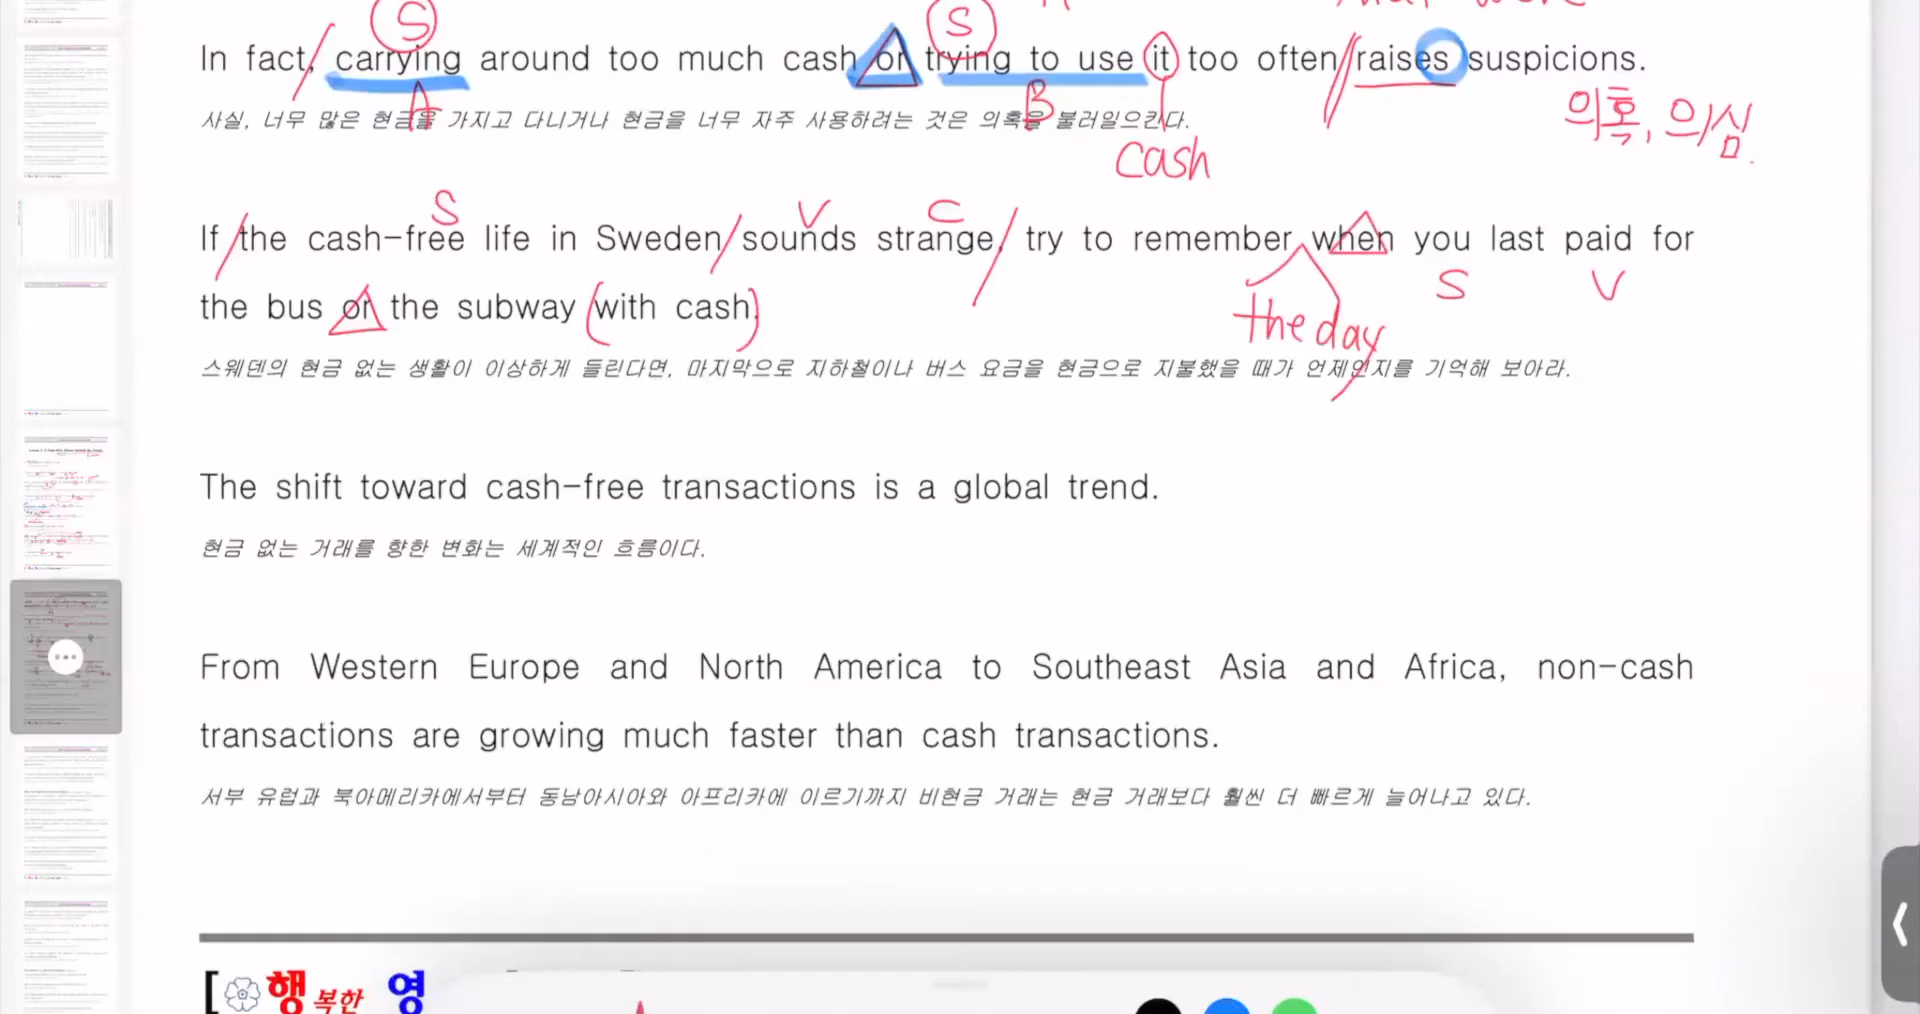 S S
In fact, carrying around too much cash or trying to use it too often raises suspicions.
A B
사실, 너무 많은 현금을 가지고 다니거나 현금을 너무 자주 사용하려는 것은 의혹을 불러일으킨다.
의혹, 의심.
cash
S V C
If the cash-free life in Sweden sounds strange, try to remember when you last paid for
S V
the bus or the subway (with cash.)
the day
스웨덴의 현금 없는 생활이 이상하게 들린다면, 마지막으로 지하철이나 버스 요금을 현금으로 지불했을 때가 언제인지를 기억해 보아라.
The shift toward cash-free transactions is a global trend.
현금 없는 거래를 향한 변화는 세계적인 흐름이다.
From Western Europe and North America to Southeast Asia and Africa, non-cash
transactions are growing much faster than cash transactions.
서부 유럽과 북아메리카에서부터 동남아시아와 아프리카에 이르기까지 비현금 거래는 현금 거래보다 훨씬 더 빠르게 늘어나고 있다.
[행복한 영